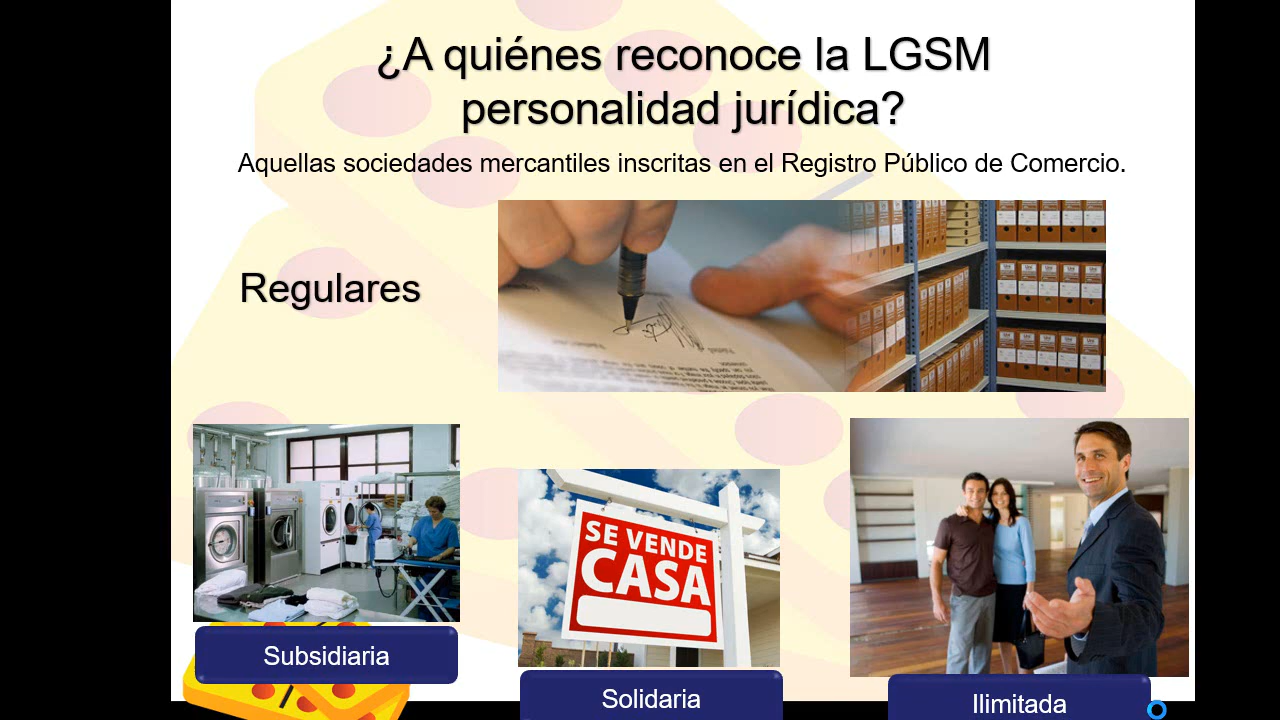 ¿A quiénes reconoce la LGSM
personalidad jurídica?
Aquellas sociedades mercantiles inscritas en el Registro Público de Comercio.
Regulares
SE VENDE
CASA
Subsidiaria
Solidaria
Ilimitada